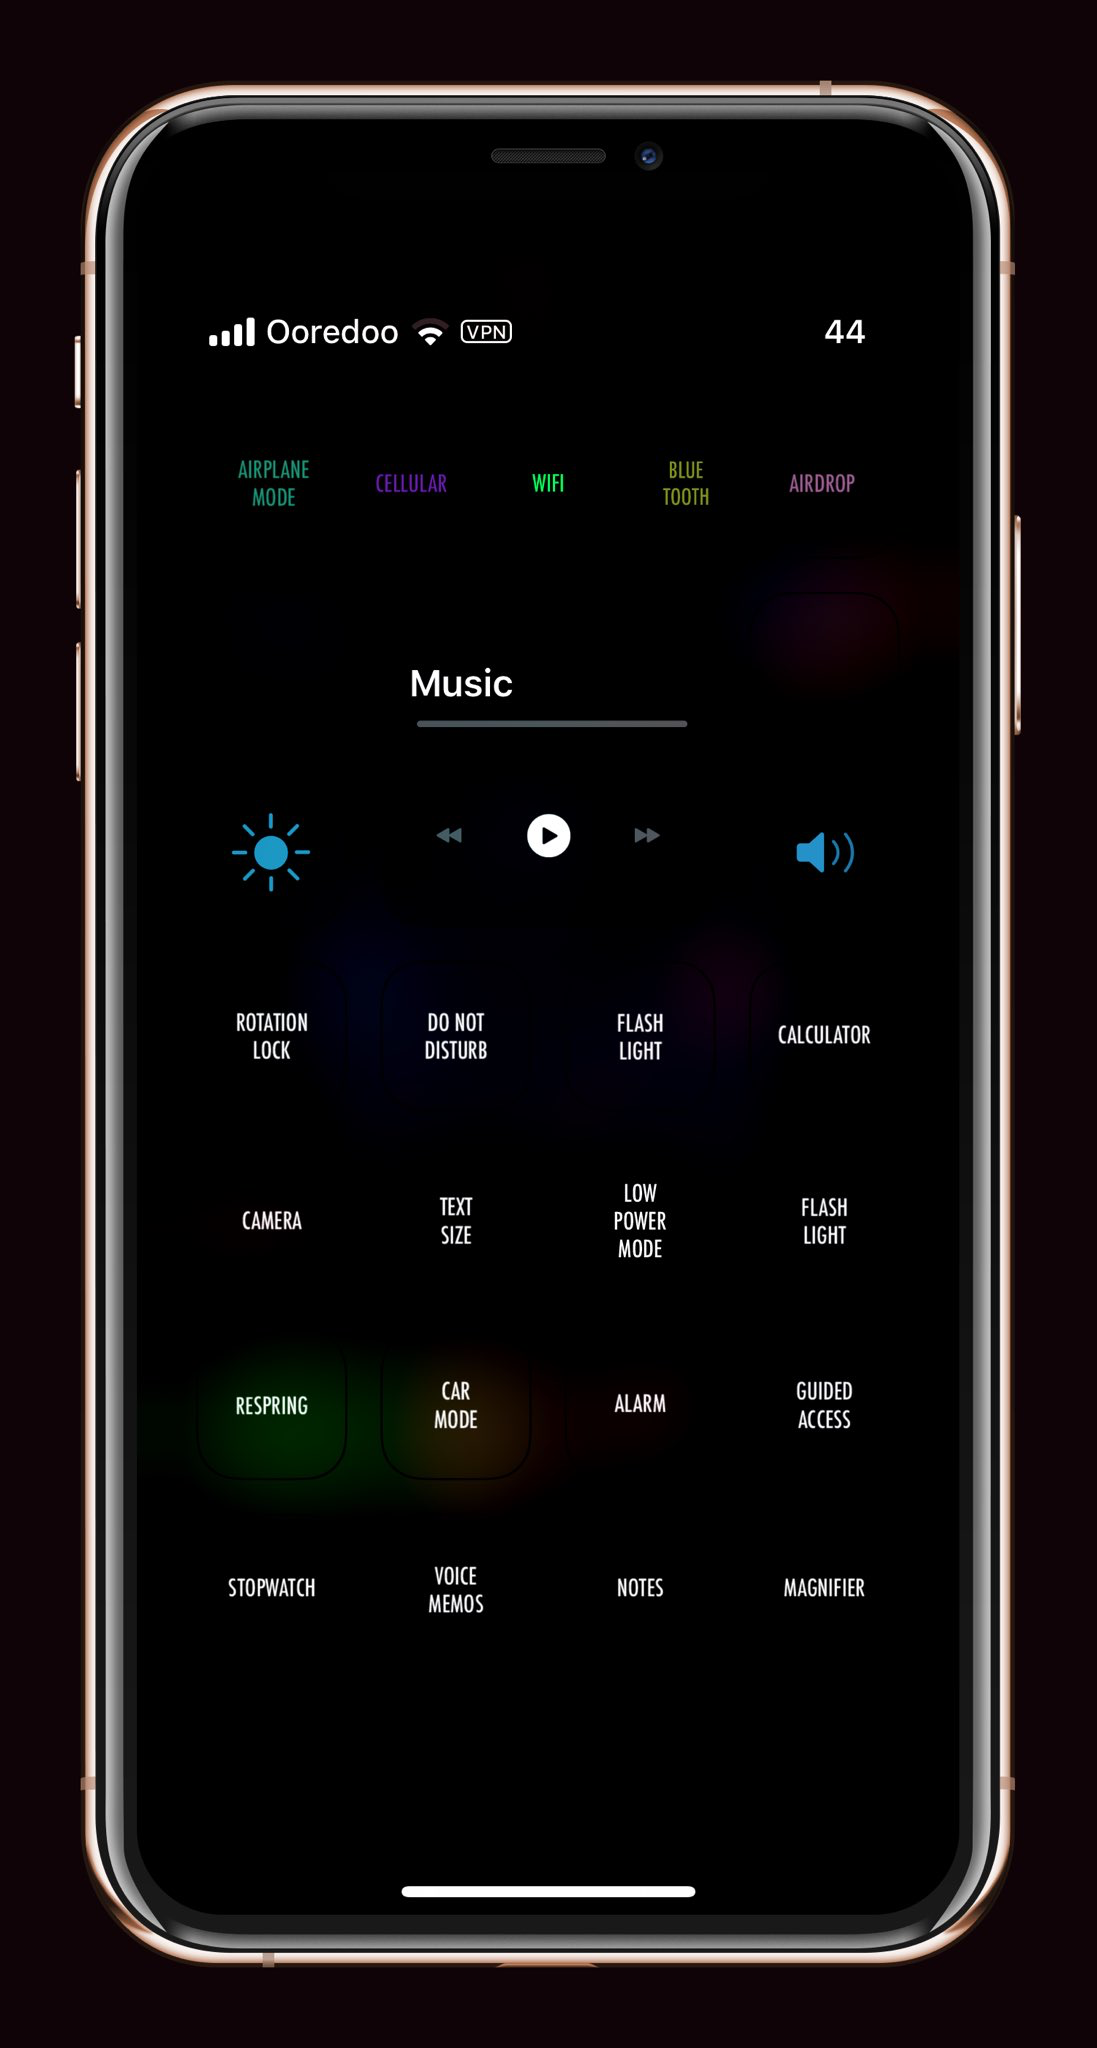 Ooredoo VPN 44
AIRPLANE
MODE
CELLULAR
WIFI
BLUE
TOOTH
AIRDROP
Music
ROTATION
LOCK
DO NOT
DISTURB
FLASH
LIGHT
CALCULATOR
CAMERA
TEXT
SIZE
LOW
POWER
MODE
FLASH
LIGHT
RESPRING
CAR
MODE
ALARM
GUIDED
ACCESS
STOPWATCH
VOICE
MEMOS
NOTES
MAGNIFIER